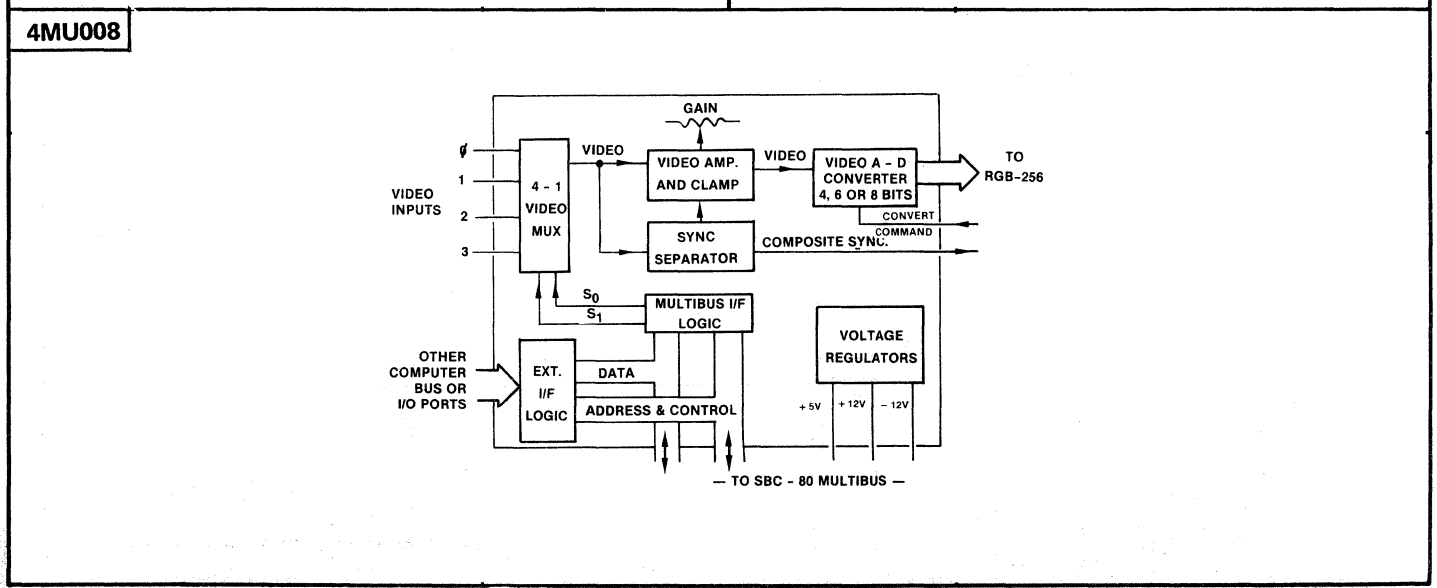 4MU008
GAIN
VIDEO
INPUTS
0
1
2
3
4 - 1
VIDEO
MUX
VIDEO
VIDEO AMP.
AND CLAMP
VIDEO
VIDEO A - D
CONVERTER
4, 6 OR 8 BITS
TO
RGB-256
CONVERT
COMMAND
SYNC
SEPARATOR
COMPOSITE SYNC.
S0
S1
MULTIBUS I/F
LOGIC
VOLTAGE
REGULATORS
OTHER
COMPUTER
BUS OR
I/O PORTS
EXT.
I/F
LOGIC
DATA
ADDRESS & CONTROL
+ 5V
+ 12V
- 12V
— TO SBC - 80 MULTIBUS —